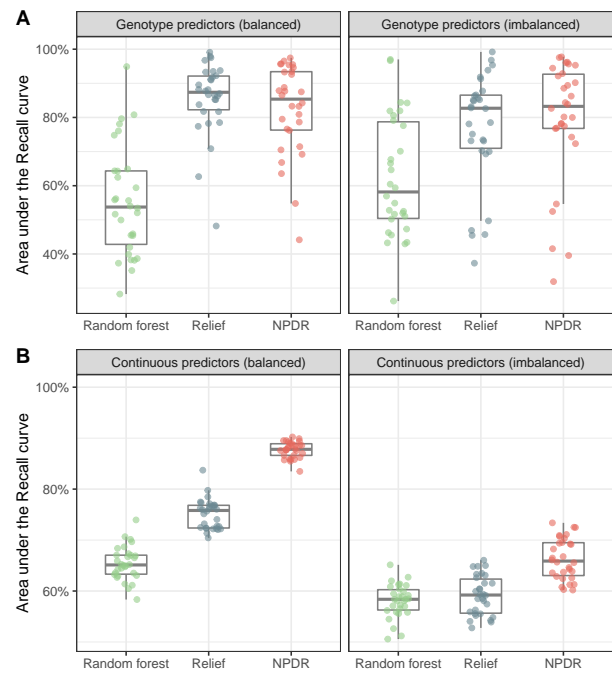 A
Genotype predictors (balanced)
Genotype predictors (imbalanced)
Area under the Recall curve
100%
80%
60%
40%
Random forest
Relief
NPDR
Random forest
Relief
NPDR
B
Continuous predictors (balanced)
Continuous predictors (imbalanced)
Area under the Recall curve
100%
80%
60%
Random forest
Relief
NPDR
Random forest
Relief
NPDR